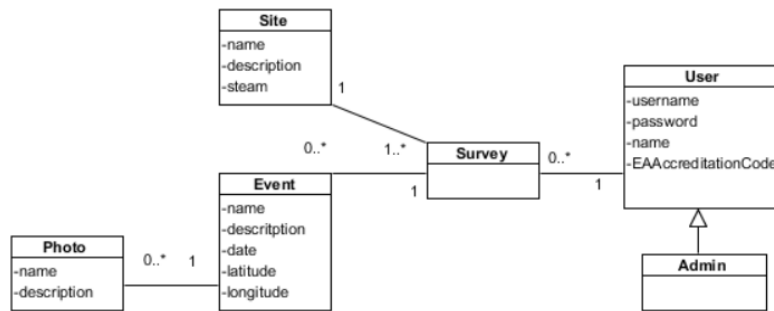 Site
-name
-description
-steam
1
1..*
0..*
Survey
0..*
1
1
User
-username
-password
-name
-EAAccreditationCode
Event
-name
-descritption
-date
-latitude
-longitude
Photo
-name
-description
0..*
1
Admin